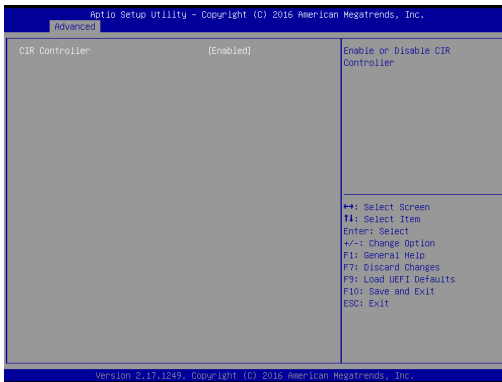 Aptio Setup Utility – Copyright (C) 2016 American Megatrends, Inc.
Advanced
CIR Controller [Enabled]
Enable or Disable CIR
Controller
↔: Select Screen
↑↓: Select Item
Enter: Select
+/-: Change Option
F1: General Help
F7: Discard Changes
F9: Load UEFI Defaults
F10: Save and Exit
ESC: Exit
Version 2.17.1249. Copyright (C) 2016 American Megatrends, Inc.